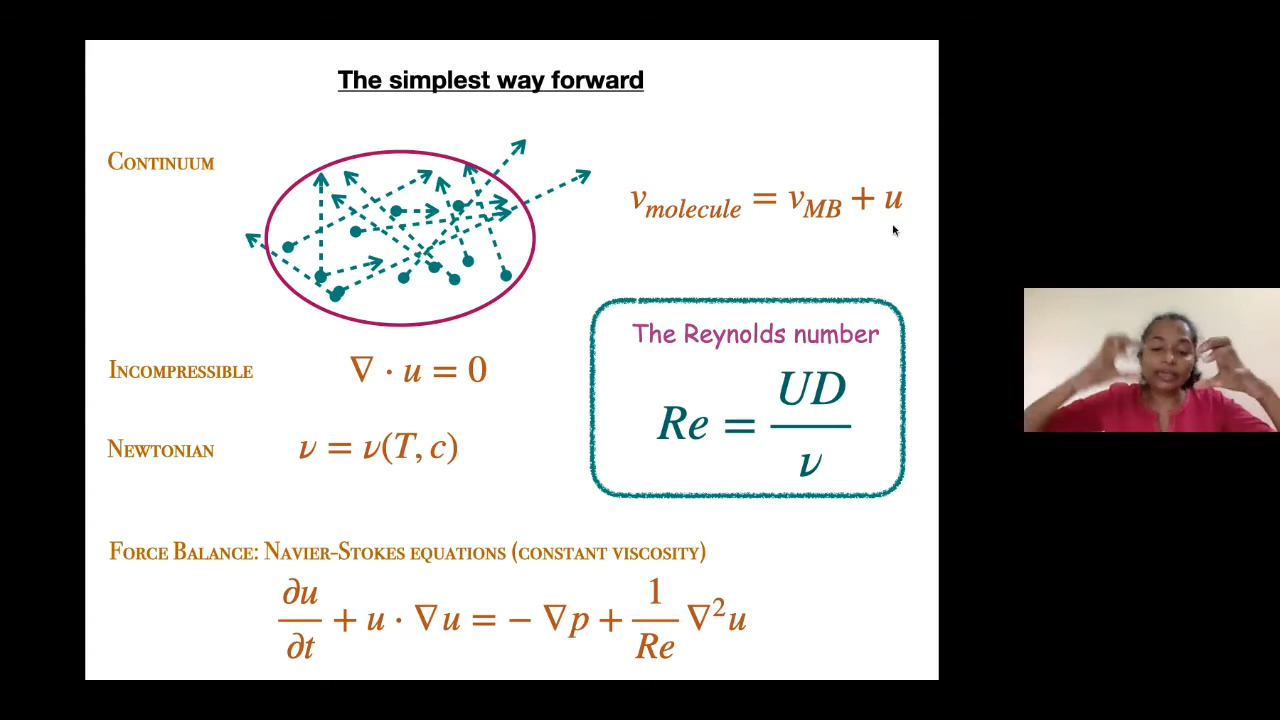 The simplest way forward
CONTINUUM
v_molecule = v_MB + u
The Reynolds number
Re = UD / ν
INCOMPRESSIBLE ∇ · u = 0
NEWTONIAN ν = ν(T, c)
FORCE BALANCE: NAVIER-STOKES EQUATIONS (CONSTANT VISCOSITY)
∂u/∂t + u · ∇u = − ∇p + 1/Re ∇²u